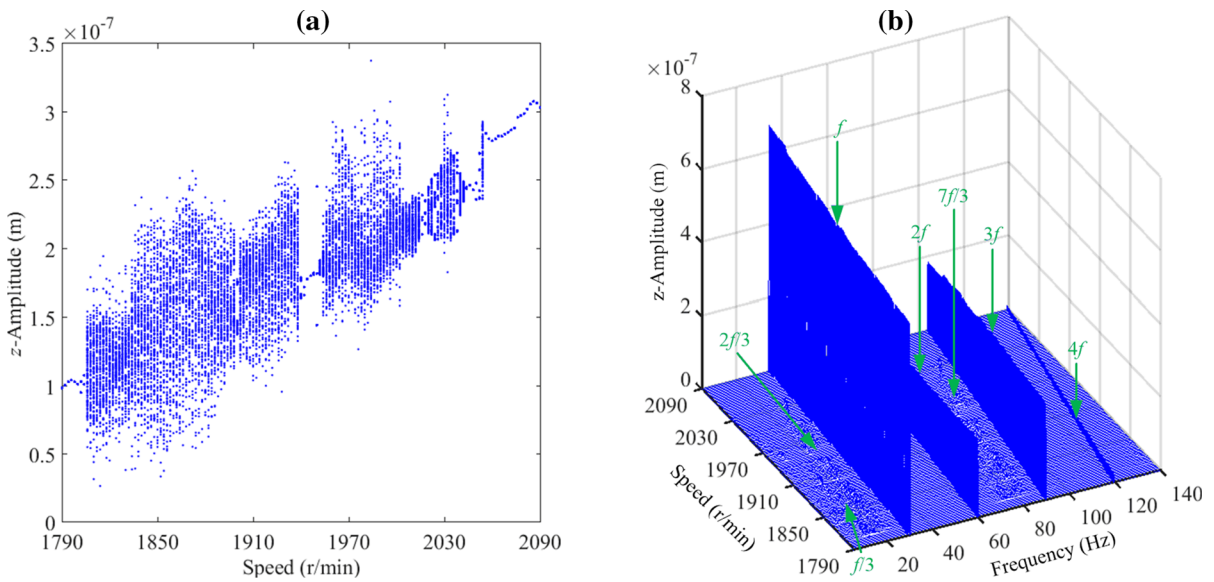 (a)
×10⁻⁷
3.5
3
2.5
2
1.5
1
0.5
0
z-Amplitude (m)
1790 1850 1910 1970 2030 2090
Speed (r/min)
(b)
×10⁻⁷
8
6
4
2
0
z-Amplitude (m)
2090
2030
1970
1910
1850
1790
Speed (r/min)
20 40 60 80 100 120 140
Frequency (Hz)
f
2f
7f/3
3f
4f
2f/3
f/3